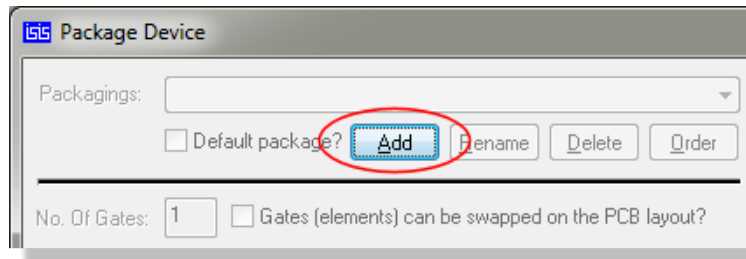 isis Package Device
Packagings:
Default package? Add Rename Delete Order
No. Of Gates: 1 Gates (elements) can be swapped on the PCB layout?